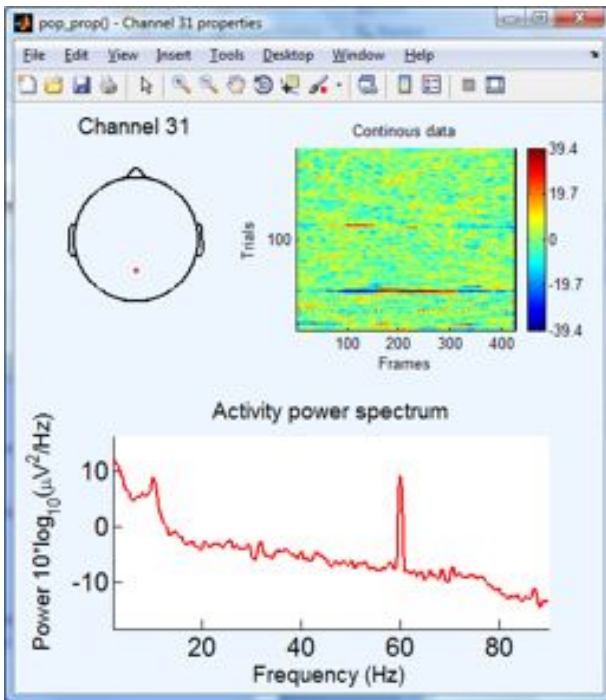 pop_prop() - Channel 31 properties
File Edit View Insert Tools Desktop Window Help
Channel 31
Continous data
39.4
19.7
0
-19.7
-39.4
Trials
100
100 200 300 400
Frames
Activity power spectrum
Power 10*log10(μV2/Hz)
10
0
-10
20 40 60 80
Frequency (Hz)